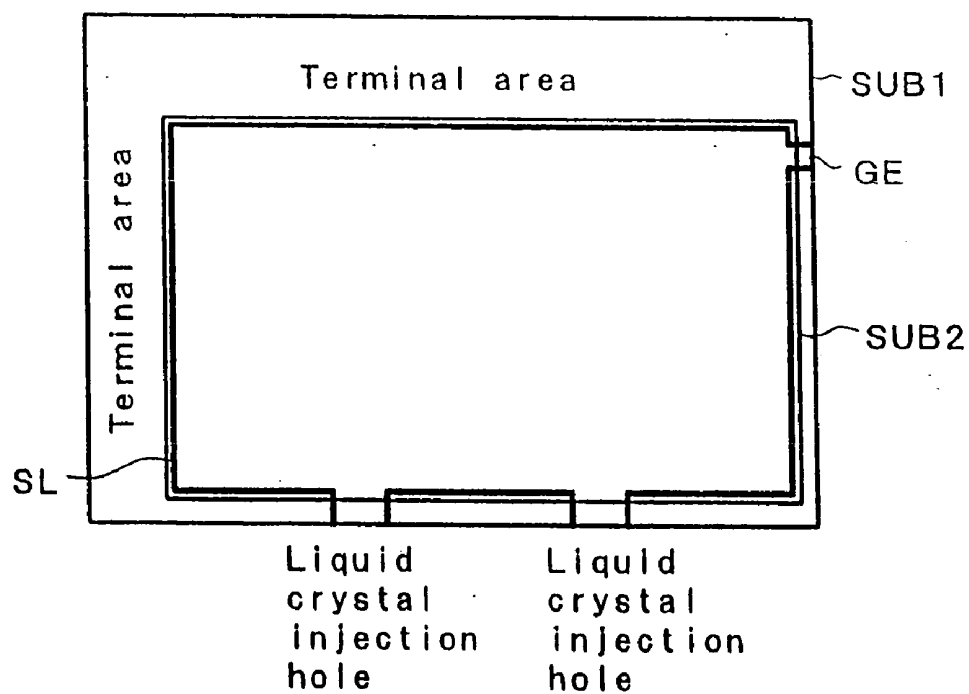 Terminal area
SUB1
GE
Terminal area
SUB2
SL
Liquid
crystal
injection
hole
Liquid
crystal
injection
hole